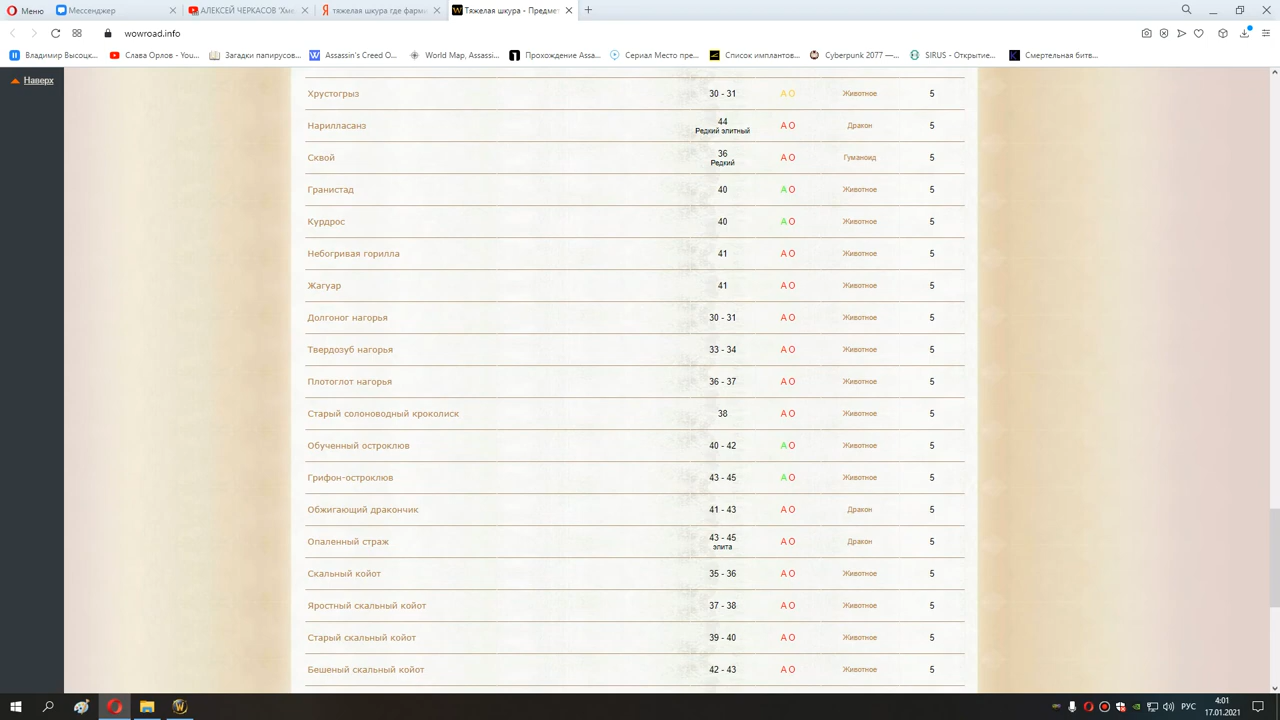 Меню
Мессенджер
АЛЕКСЕЙ ЧЕРКАСОВ 'Хме
тяжелая шкура где фарм
Тяжелая шкура - Предме
wowroad.info
Владимир Высоцк...
Слава Орлов - You...
Загадки папирусов...
Assassin's Creed O...
World Map, Assassi...
Прохождение Assa...
Сериал Место пре...
Список имплантов...
Cyberpunk 2077 —...
SIRUS - Открытие...
Смертельная битв...
Наверх
Хрустогрыз 30 - 31 A O Животное 5
Нарилласанз 44 A O Дракон 5
Редкий элитный
Сквой 36 A O Гуманоид 5
Редкий
Гранистад 40 A O Животное 5
Курдрос 40 A O Животное 5
Небогривая горилла 41 A O Животное 5
Жагуар 41 A O Животное 5
Долгоног нагорья 30 - 31 A O Животное 5
Твердозуб нагорья 33 - 34 A O Животное 5
Плотоглот нагорья 36 - 37 A O Животное 5
Старый солоноводный кроколиск 38 A O Животное 5
Обученный остроклюв 40 - 42 A O Животное 5
Грифон-остроклюв 43 - 45 A O Животное 5
Обжигающий дракончик 41 - 43 A O Дракон 5
Опаленный страж 43 - 45 A O Дракон 5
элита
Скальный койот 35 - 36 A O Животное 5
Яростный скальный койот 37 - 38 A O Животное 5
Старый скальный койот 39 - 40 A O Животное 5
Бешеный скальный койот 42 - 43 A O Животное 5
РУС
4:01
17.01.2021